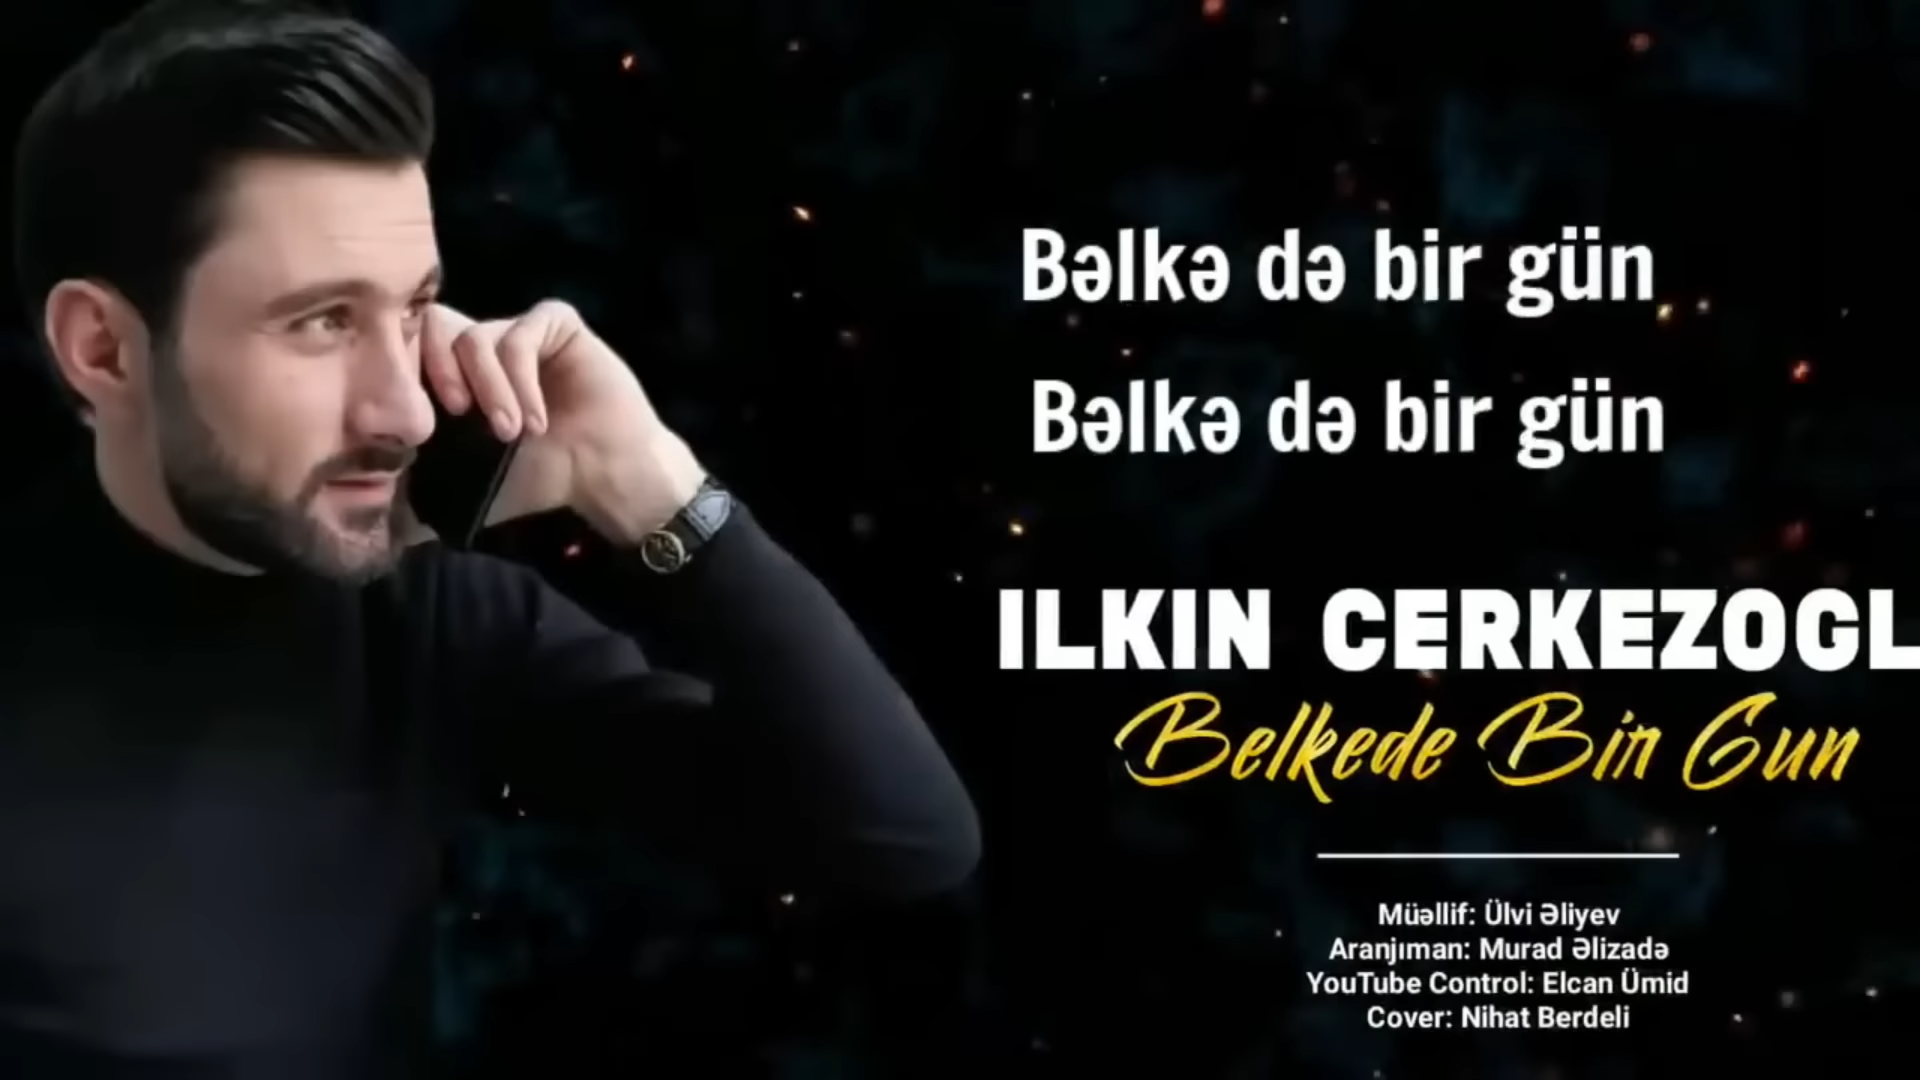 Bəlkə də bir gün
Bəlkə də bir gün
ILKIN CERKEZOGL
Belkede Bir Gun
Müəllif: Ülvi Əliyev
Aranjıman: Murad Əlizadə
YouTube Control: Elcan Ümid
Cover: Nihat Berdeli